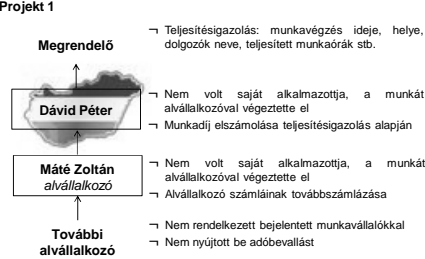 Projekt 1
Megrendelő
¬ Teljesítésigazolás: munkavégzés ideje, helye,
dolgozók neve, teljesített munkaórák stb.
Dávid Péter
¬ Nem volt saját alkalmazottja, a munkát
alvállalkozóval végeztette el
¬ Munkadíj elszámolása teljesítésigazolás alapján
Máté Zoltán
alvállalkozó
¬ Nem volt saját alkalmazottja, a munkát
alvállalkozóval végeztette el
¬ Alvállalkozó számláinak továbbszámlázása
További
alvállalkozó
¬ Nem rendelkezett bejelentett munkavállalókkal
¬ Nem nyújtott be adóbevallást